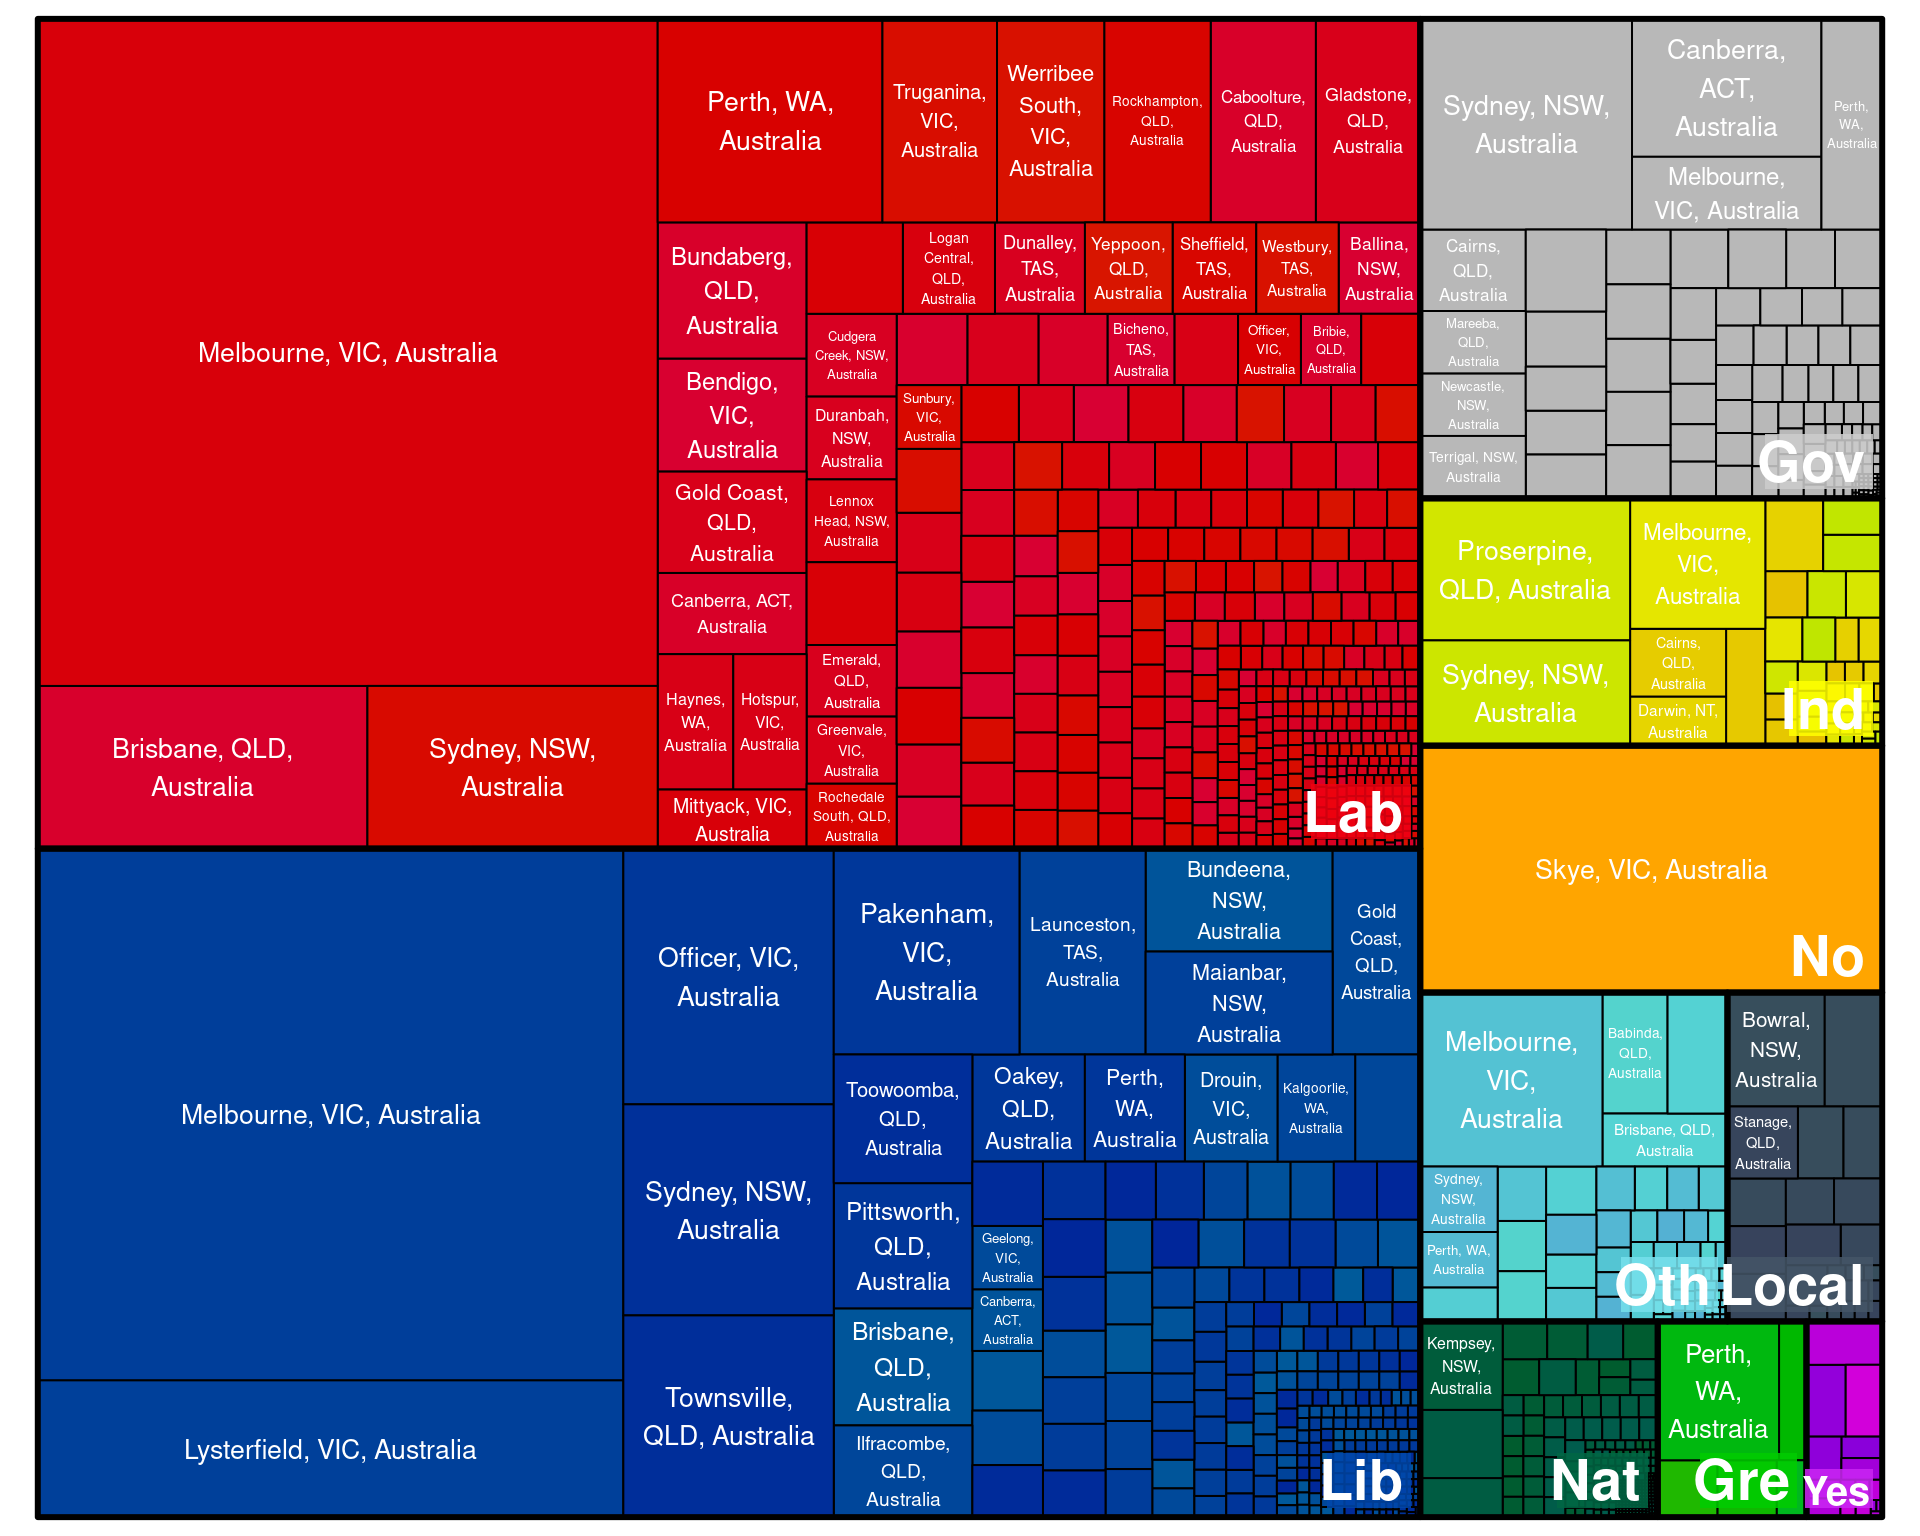 Melbourne, VIC, Australia
Brisbane, QLD,
Australia
Sydney, NSW,
Australia
Perth, WA,
Australia
Truganina,
VIC,
Australia
Werribee
South,
VIC,
Australia
Rockhampton,
QLD,
Australia
Caboolture,
QLD,
Australia
Gladstone,
QLD,
Australia
Bundaberg,
QLD,
Australia
Bendigo,
VIC,
Australia
Gold Coast,
QLD,
Australia
Canberra, ACT,
Australia
Haynes,
WA,
Australia
Hotspur,
VIC,
Australia
Mittyack, VIC,
Australia
Logan
Central,
QLD,
Australia
Dunalley,
TAS,
Australia
Yeppoon,
QLD,
Australia
Sheffield,
TAS,
Australia
Westbury,
TAS,
Australia
Ballina,
NSW,
Australia
Cudgera
Creek, NSW,
Australia
Duranbah,
NSW,
Australia
Lennox
Head, NSW,
Australia
Emerald,
QLD,
Australia
Greenvale,
VIC,
Australia
Rochedale
South, QLD,
Australia
Bicheno,
TAS,
Australia
Officer,
VIC,
Australia
Bribie,
QLD,
Australia
Sunbury,
VIC,
Australia
Lab
Melbourne, VIC, Australia
Lysterfield, VIC, Australia
Officer, VIC,
Australia
Sydney, NSW,
Australia
Townsville,
QLD, Australia
Pakenham,
VIC,
Australia
Launceston,
TAS,
Australia
Bundeena,
NSW,
Australia
Maianbar,
NSW,
Australia
Gold
Coast,
QLD,
Australia
Toowoomba,
QLD,
Australia
Pittsworth,
QLD,
Australia
Brisbane,
QLD,
Australia
Ilfracombe,
QLD,
Australia
Oakey,
QLD,
Australia
Perth,
WA,
Australia
Drouin,
VIC,
Australia
Kalgoorlie,
WA,
Australia
Geelong,
VIC,
Australia
Canberra,
ACT,
Australia
Lib
Sydney, NSW,
Australia
Canberra,
ACT,
Australia
Melbourne,
VIC, Australia
Perth,
WA,
Australia
Cairns,
QLD,
Australia
Mareeba,
QLD,
Australia
Newcastle,
NSW,
Australia
Terrigal, NSW,
Australia
Gov
Proserpine,
QLD, Australia
Sydney, NSW,
Australia
Melbourne,
VIC,
Australia
Cairns,
QLD,
Australia
Darwin, NT,
Australia
Ind
Skye, VIC, Australia
No
Melbourne,
VIC,
Australia
Babinda,
QLD,
Australia
Brisbane, QLD,
Australia
Sydney,
NSW,
Australia
Perth, WA,
Australia
Oth
Bowral,
NSW,
Australia
Stanage,
QLD,
Australia
Local
Kempsey,
NSW,
Australia
Nat
Perth,
WA,
Australia
Gre
Yes